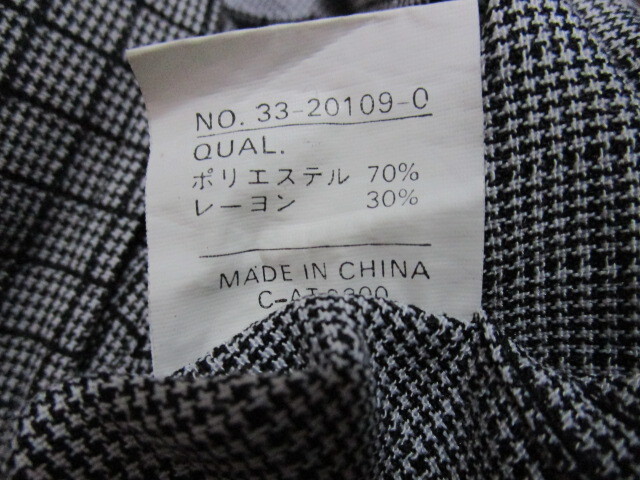 NO. 33-20109-0
QUAL.
ポリエステル 70%
レーヨン 30%
MADE IN CHINA